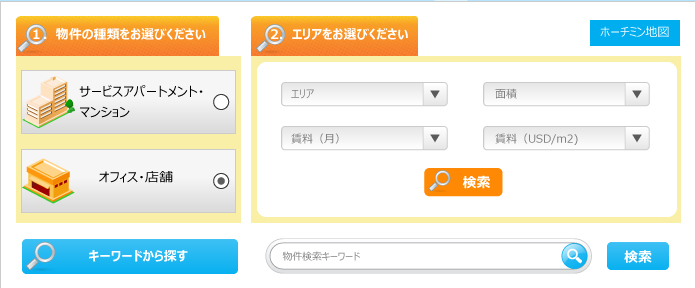 1. 物件の種類をお選びください
2. エリアをお選びください
ホーチミン地図
サービスアパートメント・
マンション
オフィス・店舗
エリア
面積
賃料（月）
賃料（USD/m2)
検索
キーワードから探す
物件検索キーワード
検索